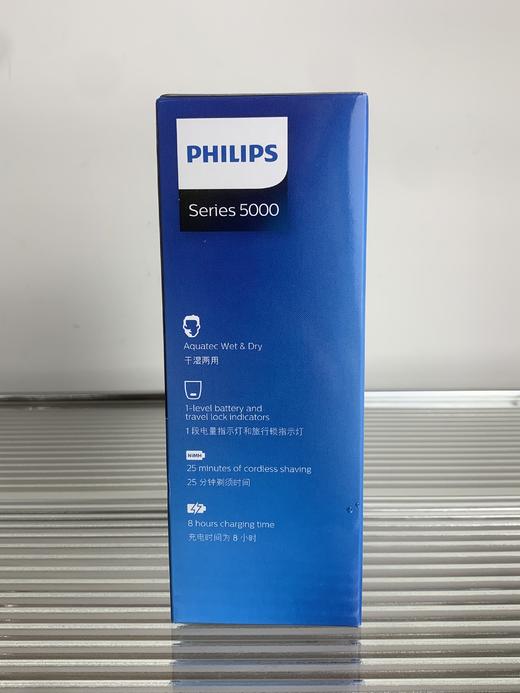 PHILIPS
Series 5000
Aquatec Wet & Dry
干湿两用
1-level battery and
travel lock indicators
1段电量指示灯和旅行锁指示灯
NiMH
25 minutes of cordless shaving
25 分钟剃须时间
8 hours charging time
充电时间为 8 小时